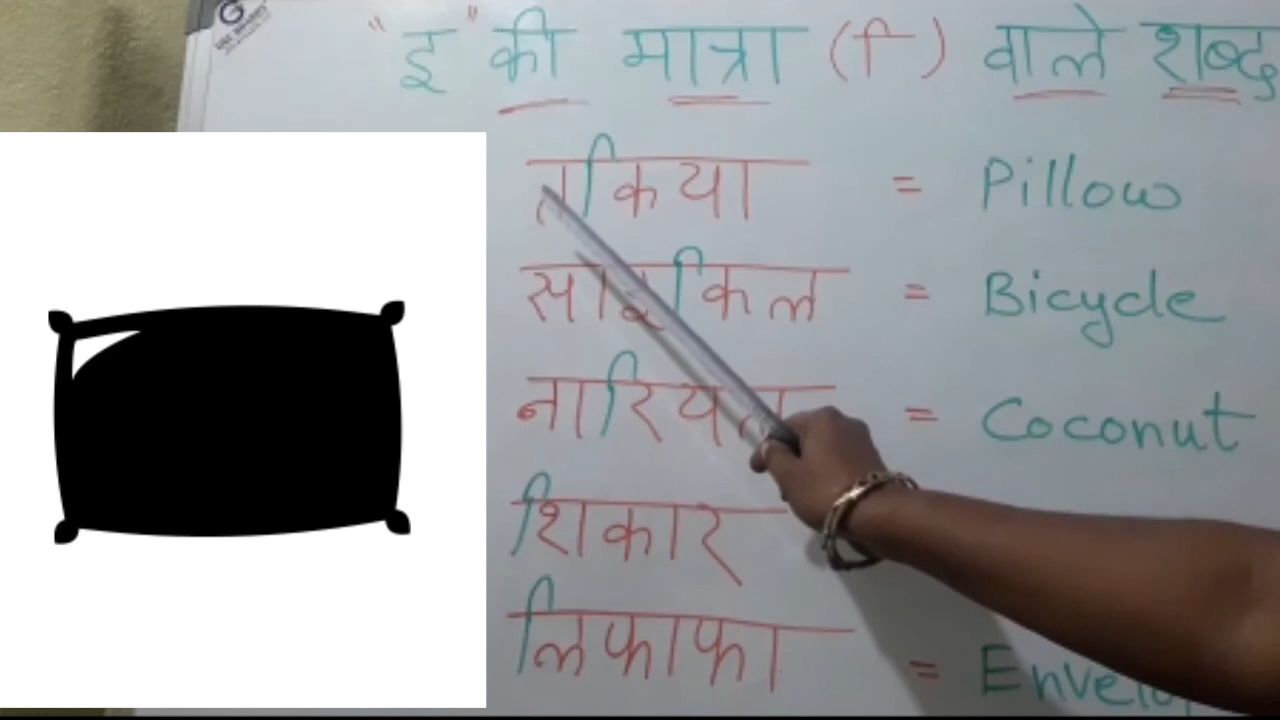 "इ" की मात्रा (ि) वाले शब्द
तकिया = Pillow
साइकिल = Bicycle
नारियल = Coconut
शिकार
लिफाफा =